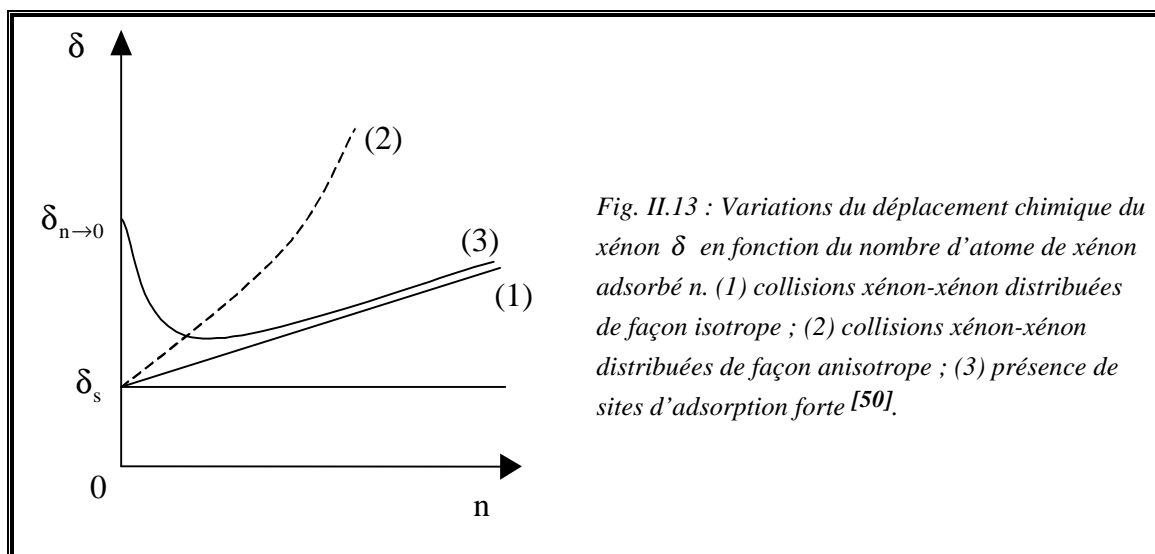 δ
(2)
δn→0
(3)
(1)
δs
0
n
Fig. II.13 : Variations du déplacement chimique du
xénon δ en fonction du nombre d’atome de xénon
adsorbé n. (1) collisions xénon-xénon distribuées
de façon isotrope ; (2) collisions xénon-xénon
distribuées de façon anisotrope ; (3) présence de
sites d’adsorption forte [50].